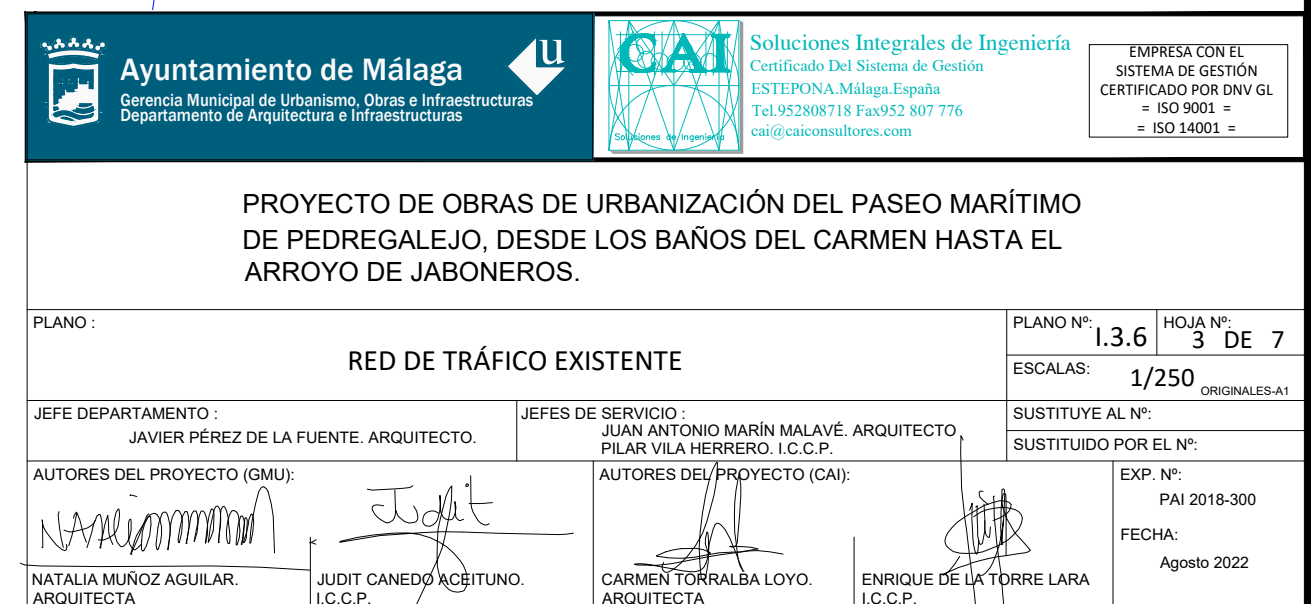 Ayuntamiento de Málaga
Gerencia Municipal de Urbanismo, Obras e Infraestructuras
Departamento de Arquitectura e Infraestructuras
u
CAI
Soluciones de Ingeniería
Soluciones Integrales de Ingeniería
Certificado Del Sistema de Gestión
ESTEPONA.Málaga.España
Tel.952808718 Fax952 807 776
cai@caiconsultores.com
EMPRESA CON EL
SISTEMA DE GESTIÓN
CERTIFICADO POR DNV GL
= ISO 9001 =
= ISO 14001 =
PROYECTO DE OBRAS DE URBANIZACIÓN DEL PASEO MARÍTIMO
DE PEDREGALEJO, DESDE LOS BAÑOS DEL CARMEN HASTA EL
ARROYO DE JABONEROS.
PLANO :
RED DE TRÁFICO EXISTENTE
PLANO Nº:
I.3.6
HOJA Nº:
3 DE 7
ESCALAS:
1/250
ORIGINALES-A1
JEFE DEPARTAMENTO :
JAVIER PÉREZ DE LA FUENTE. ARQUITECTO.
JEFES DE SERVICIO :
JUAN ANTONIO MARÍN MALAVÉ. ARQUITECTO
PILAR VILA HERRERO. I.C.C.P.
SUSTITUYE AL Nº:
SUSTITUIDO POR EL Nº:
AUTORES DEL PROYECTO (GMU):
Judit
NATALIA MUÑOZ AGUILAR.
ARQUITECTA
JUDIT CANEDO ACEITUNO.
I.C.C.P.
AUTORES DEL PROYECTO (CAI):
CARMEN TORRALBA LOYO.
ARQUITECTA
ENRIQUE DE LA TORRE LARA
I.C.C.P.
EXP. Nº:
PAI 2018-300
FECHA:
Agosto 2022